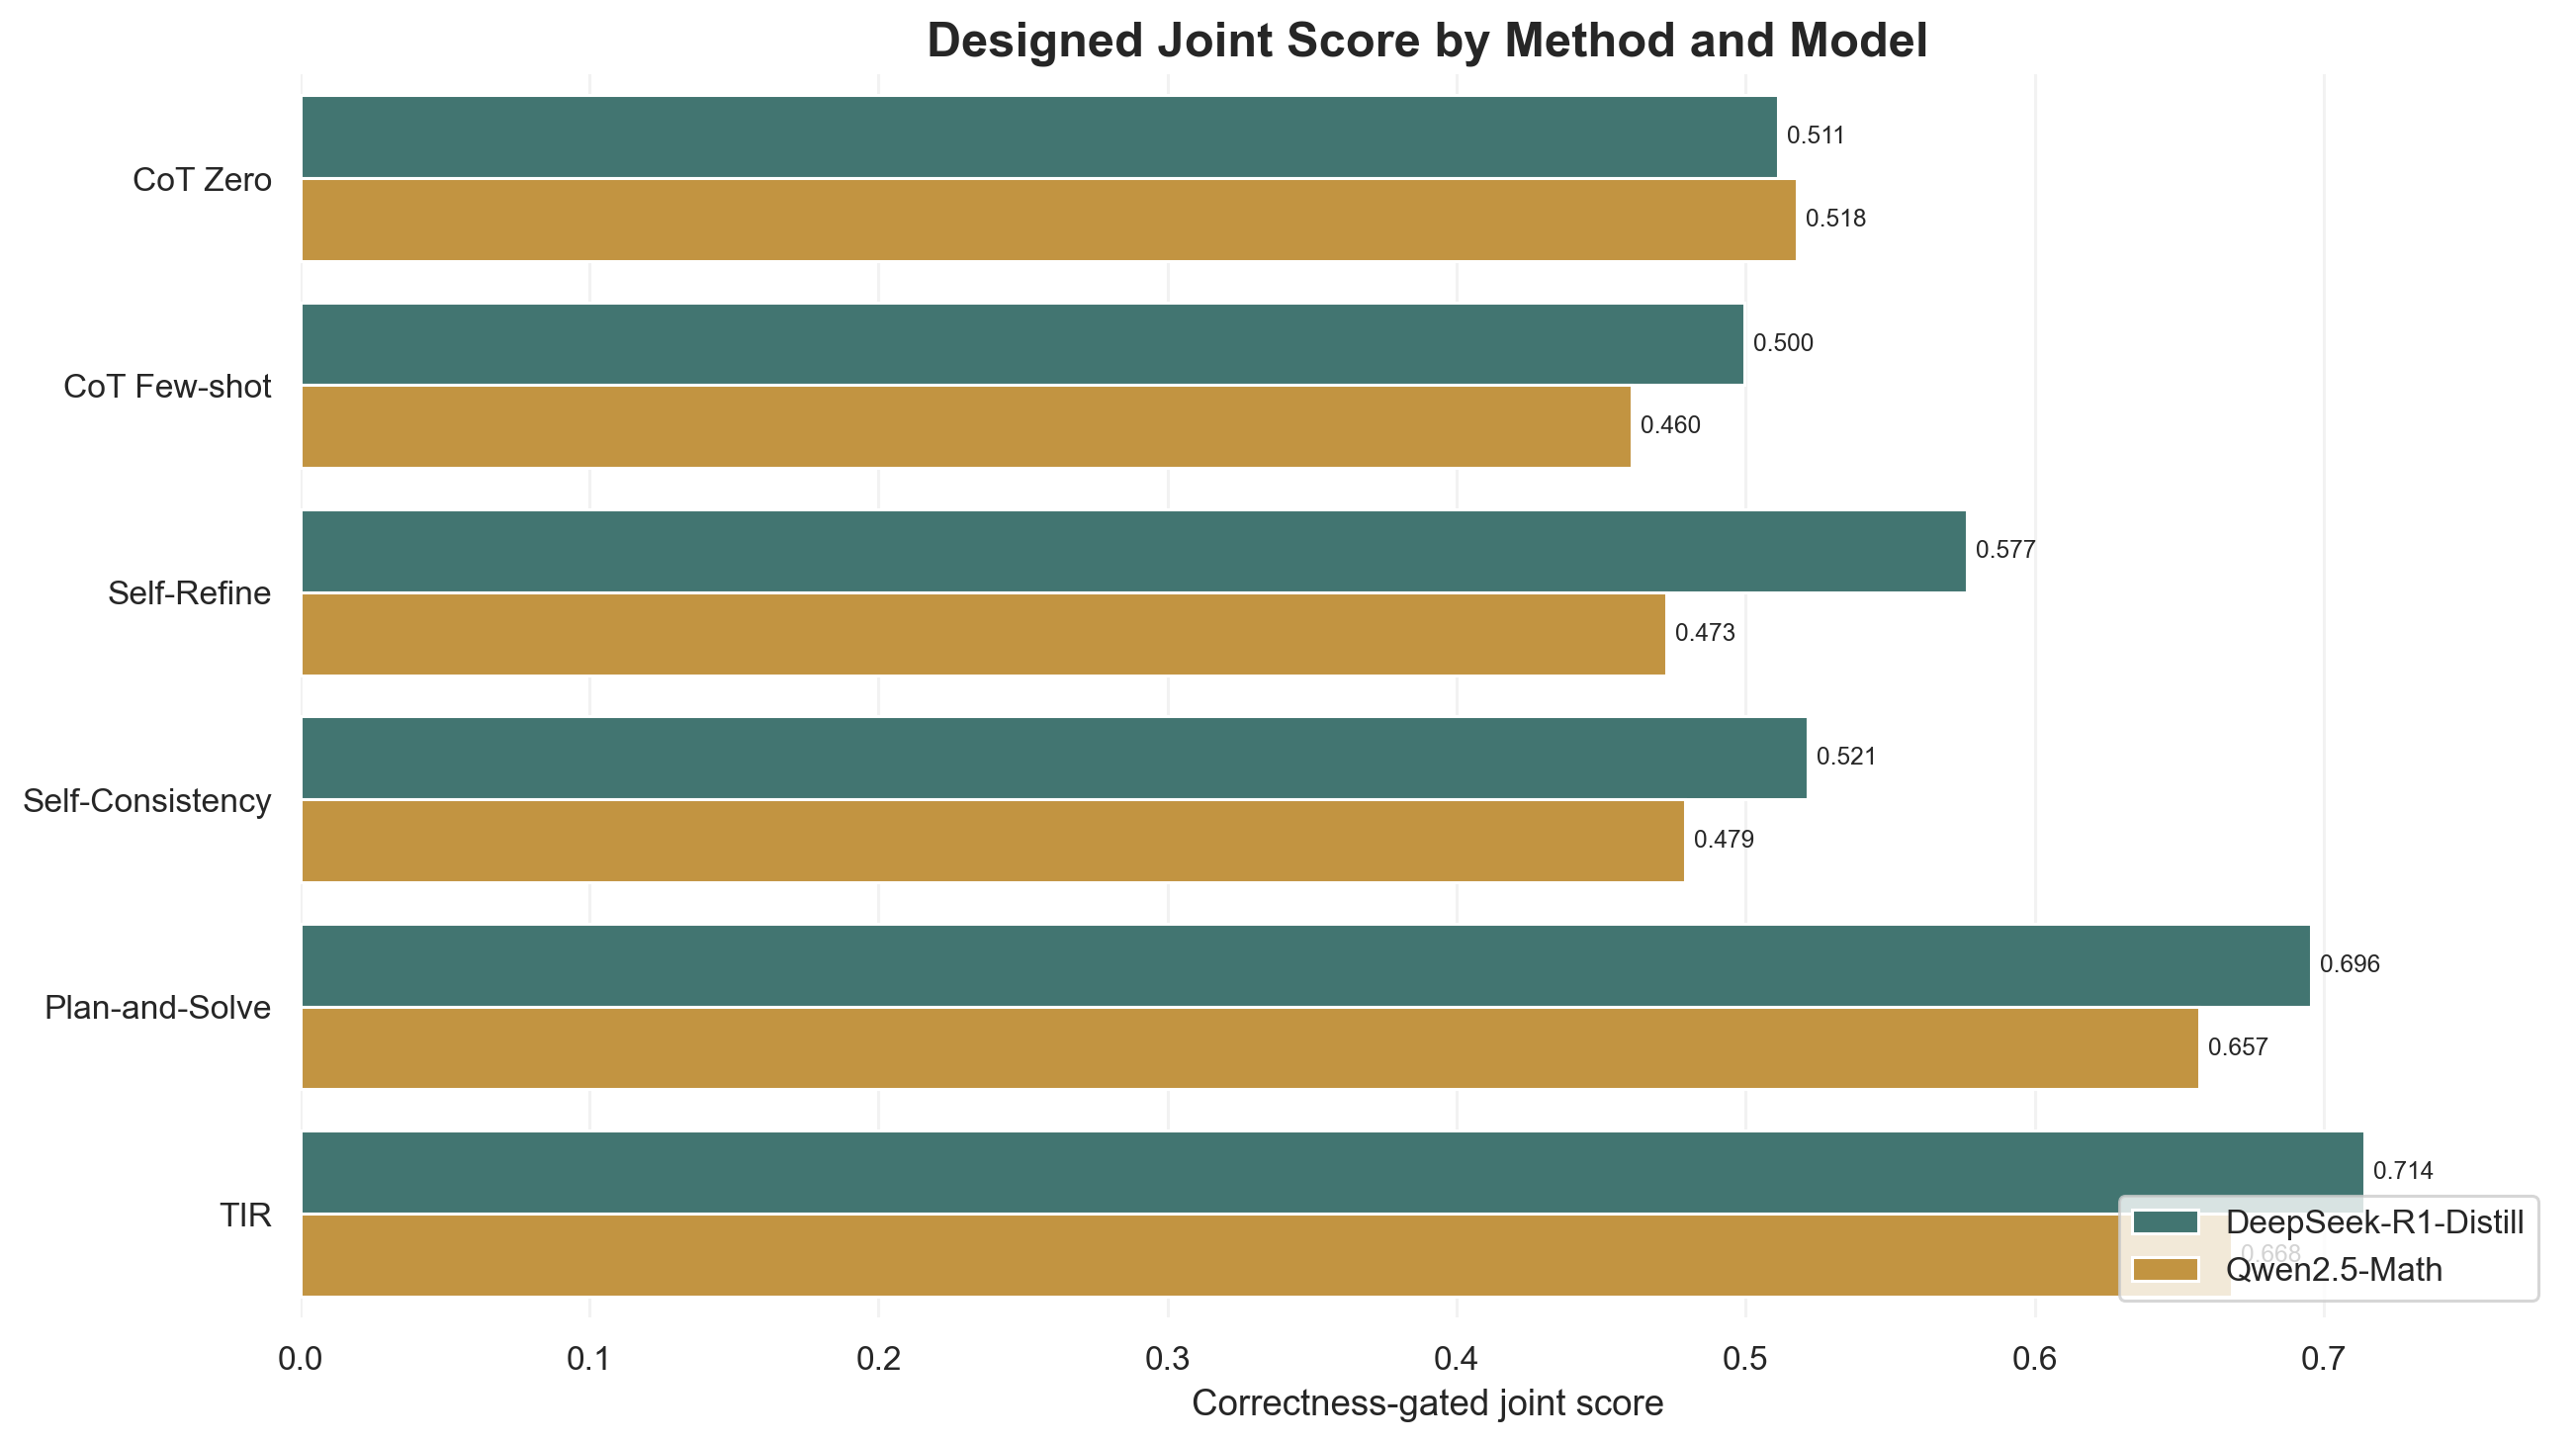 Designed Joint Score by Method and Model
CoT Zero
0.511
0.518
CoT Few-shot
0.500
0.460
Self-Refine
0.577
0.473
Self-Consistency
0.521
0.479
Plan-and-Solve
0.696
0.657
TIR
0.714
0.668
DeepSeek-R1-Distill
Qwen2.5-Math
0.0 0.1 0.2 0.3 0.4 0.5 0.6 0.7
Correctness-gated joint score